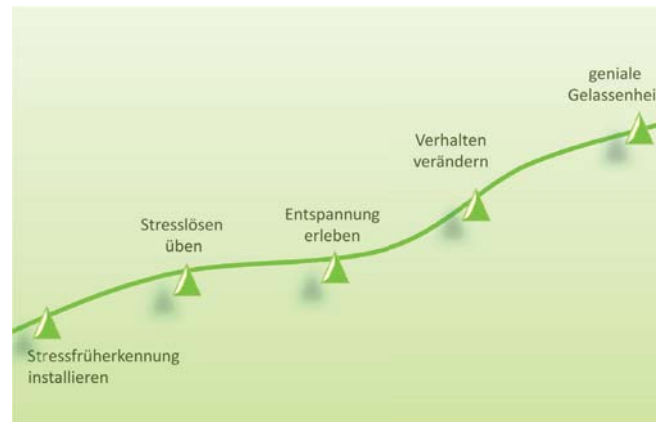 Stressfrüherkennung
installieren
Stresslösen
üben
Entspannung
erleben
Verhalten
verändern
geniale
Gelassenhei